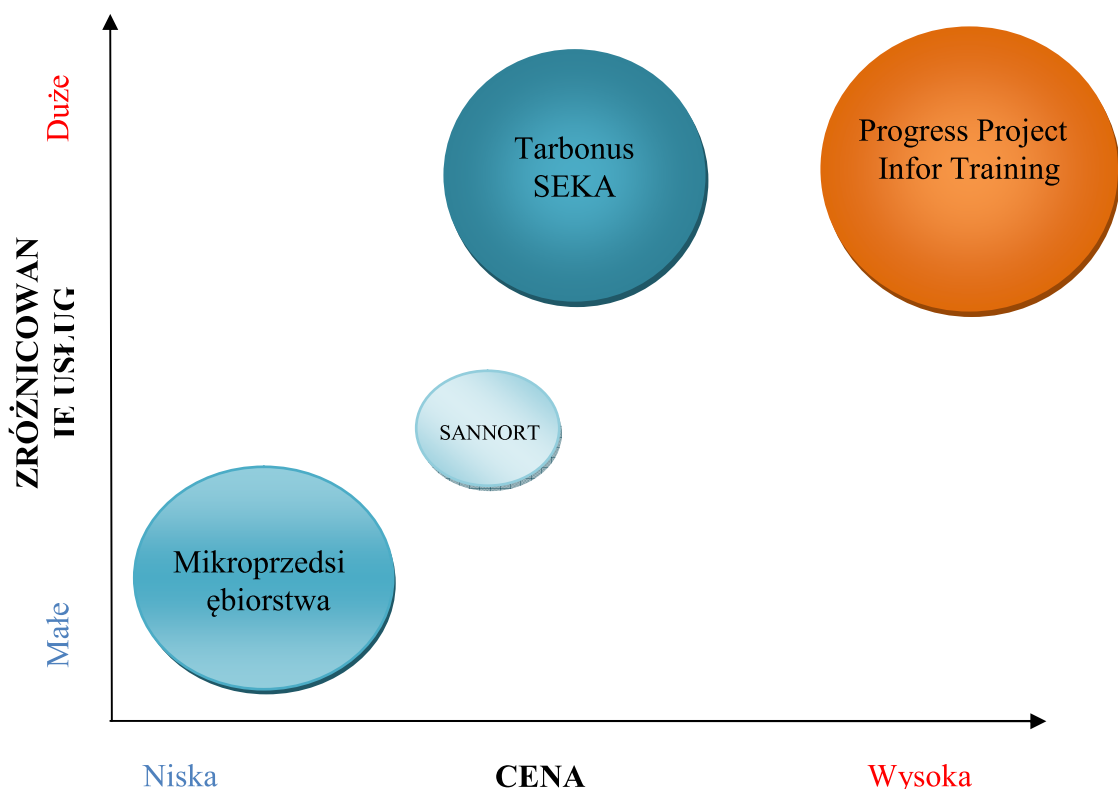 Duże
ZRÓŻNICOWAN
IE USŁUG
Małe
Tarbonus
SEKA
Progress Project
Infor Training
SANNORT
Mikroprzedsi
ębiorstwa
Niska
CENA
Wysoka